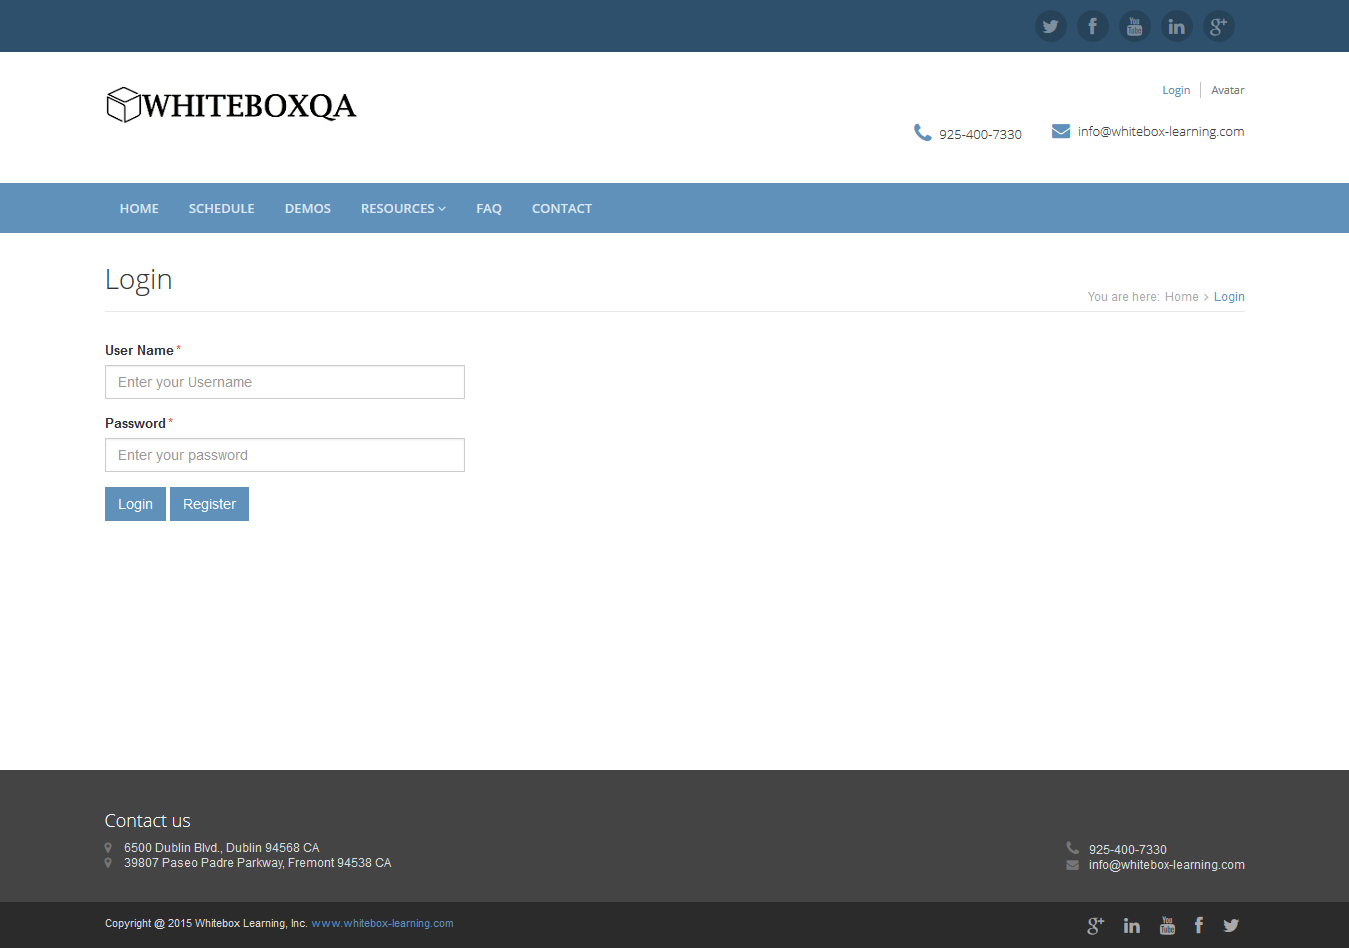 Login Avatar
WHITEBOXQA
925-400-7330 info@whitebox-learning.com
HOME SCHEDULE DEMOS RESOURCES FAQ CONTACT
Login
You are here: Home > Login
User Name*
Enter your Username
Password*
Enter your password
Login Register
Contact us
6500 Dublin Blvd., Dublin 94568 CA
39807 Paseo Padre Parkway, Fremont 94538 CA
925-400-7330
info@whitebox-learning.com
Copyright @ 2015 Whitebox Learning, Inc. www.whitebox-learning.com